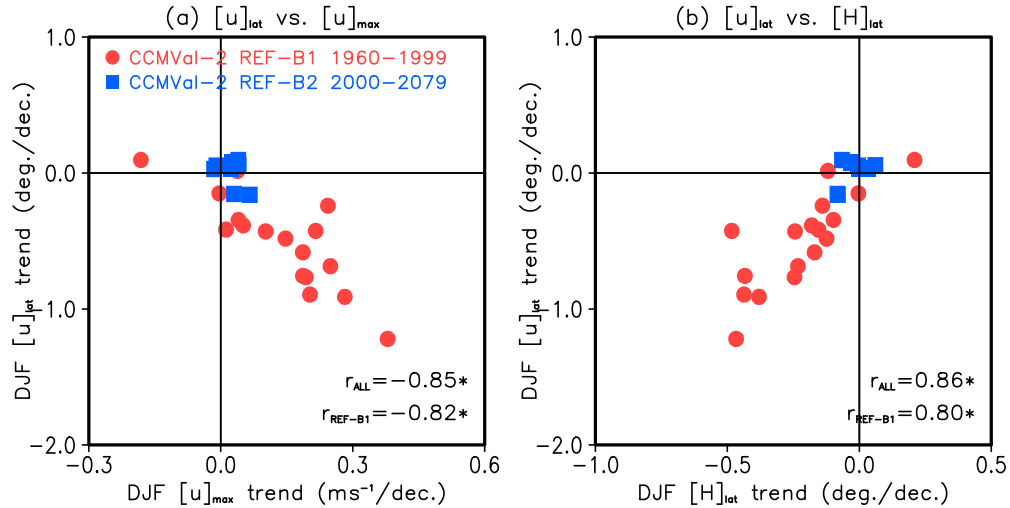 (a) [u]lat vs. [u]max
1.0
CCMVal-2 REF-B1 1960-1999
CCMVal-2 REF-B2 2000-2079
0.0
-1.0
-2.0
DJF [u]lat trend (deg./dec.)
rALL=-0.85*
rREF-B1=-0.82*
-0.3 0.0 0.3 0.6
DJF [u]max trend (ms⁻¹/dec.)
(b) [u]lat vs. [H]lat
1.0
0.0
-1.0
-2.0
DJF [u]lat trend (deg./dec.)
rALL=0.86*
rREF-B1=0.80*
-1.0 -0.5 0.0 0.5
DJF [H]lat trend (deg./dec.)